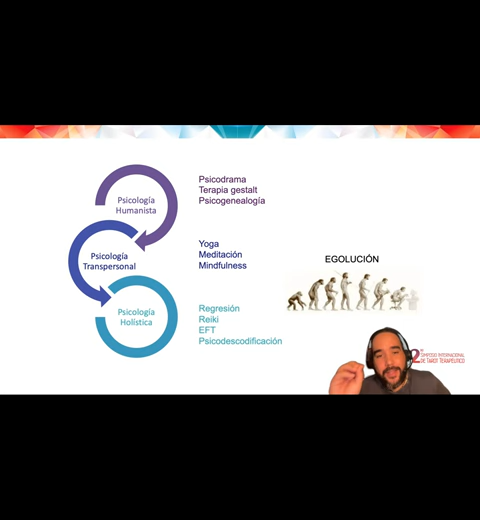 Psicología
Humanista
Psicodrama
Terapia gestalt
Psicogenealogía
Psicología
Transpersonal
Yoga
Meditación
Mindfulness
Psicología
Holística
Regresión
Reiki
EFT
Psicodescodificación
EGOLUCIÓN
2
SIMPOSIO INTERNACIONAL
DE TAROT TERAPÉUTICO